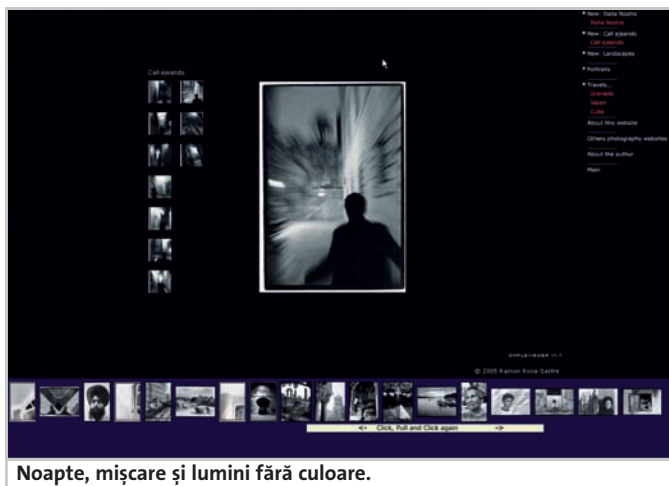 • New: Italia Nostra
Italia Nostra
• New: Call ejeando
Call ejeando
• New: Landscapes
• Portraits
• Travels...
Grenade
Japan
Cuba
About this website
Others photography websites
About the author
Main
Call ejeando
SIMPLEVIEWER
© 2005 Ramon Roca-Sastre
<- Click, Pull and Click again ->
Noapte, mișcare și lumini fără culoare.